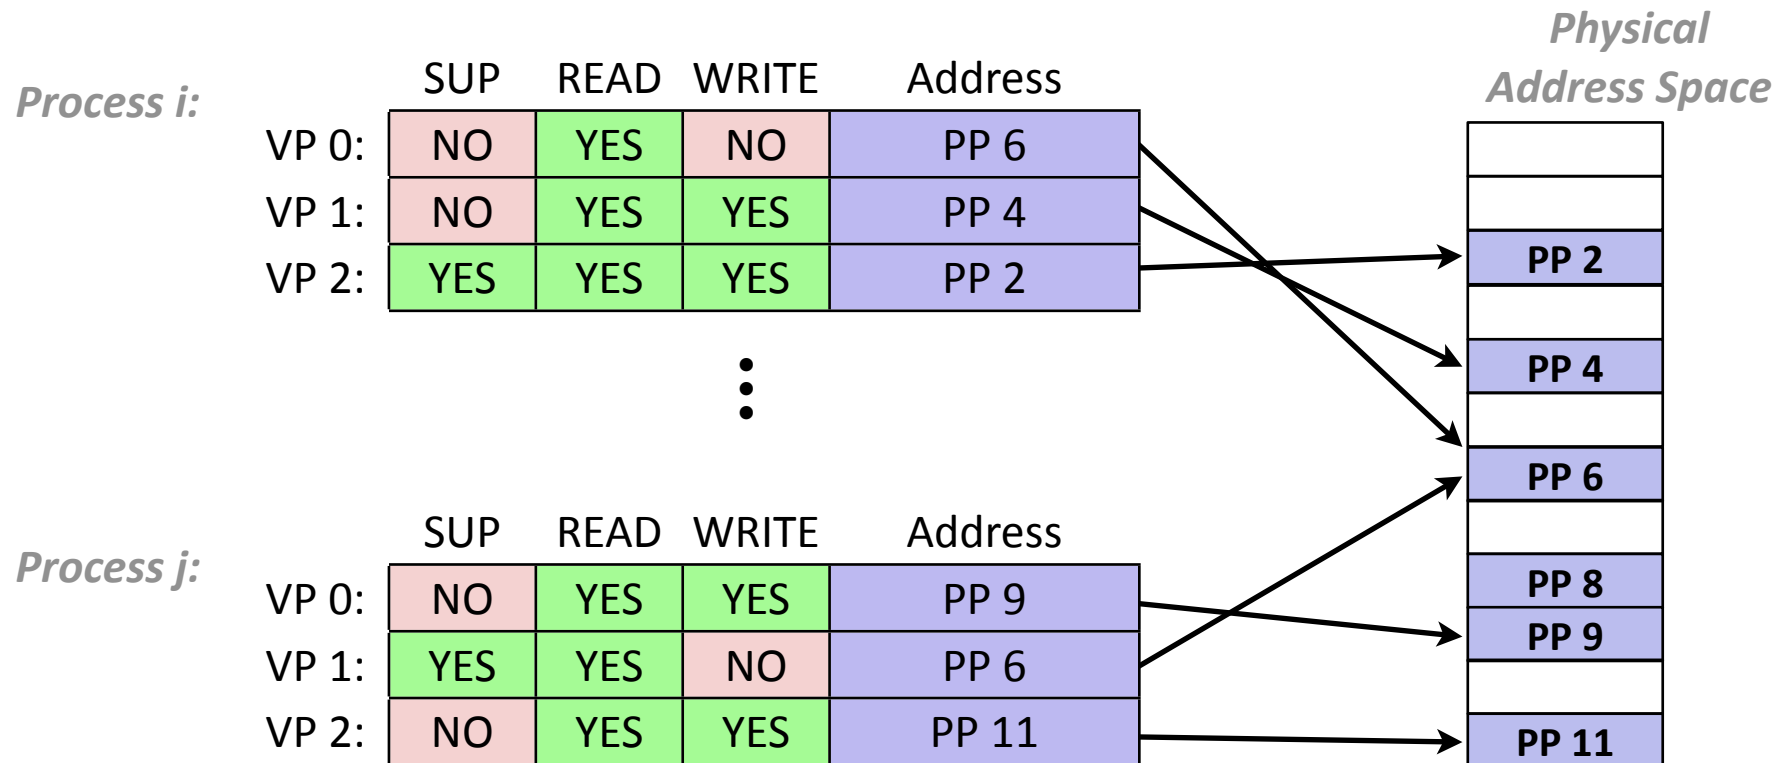 Physical
Address Space
Process i:
SUP READ WRITE Address
VP 0: NO YES NO PP 6
VP 1: NO YES YES PP 4
VP 2: YES YES YES PP 2
Process j:
SUP READ WRITE Address
VP 0: NO YES YES PP 9
VP 1: YES YES NO PP 6
VP 2: NO YES YES PP 11
PP 2
PP 4
PP 6
PP 8
PP 9
PP 11